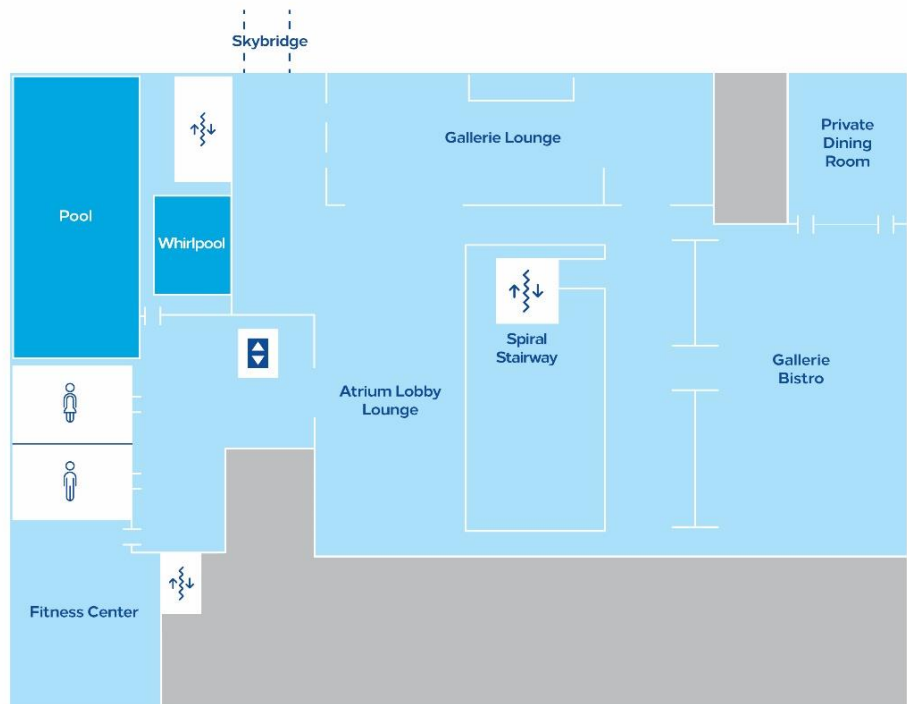 Skybridge
Gallerie Lounge
Private
Dining
Room
Pool
Whirlpool
Spiral
Stairway
Atrium Lobby
Lounge
Gallerie
Bistro
Fitness Center